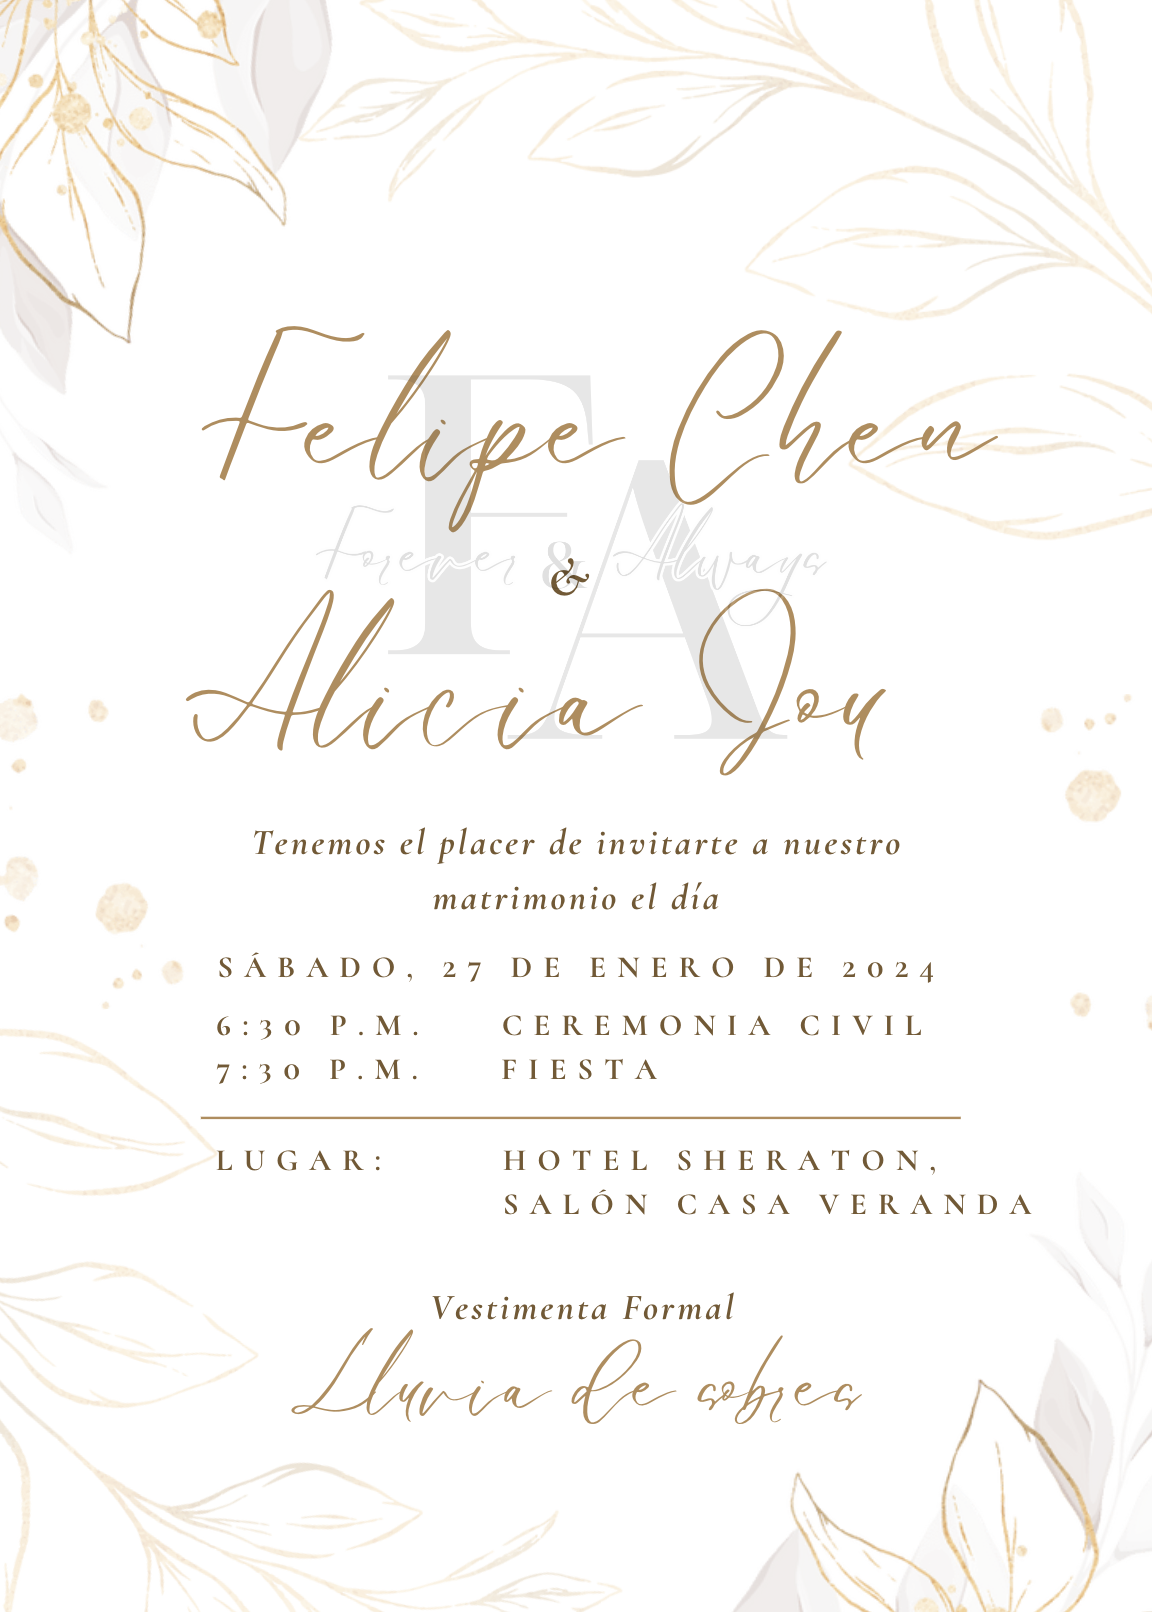 Felipe Chen
F A
Forever & Always
&
Alicia Jou
Tenemos el placer de invitarte a nuestro
matrimonio el día
SÁBADO, 27 DE ENERO DE 2024
6:30 P.M. CEREMONIA CIVIL
7:30 P.M. FIESTA
LUGAR: HOTEL SHERATON,
SALÓN CASA VERANDA
Vestimenta Formal
Lluvia de sobres